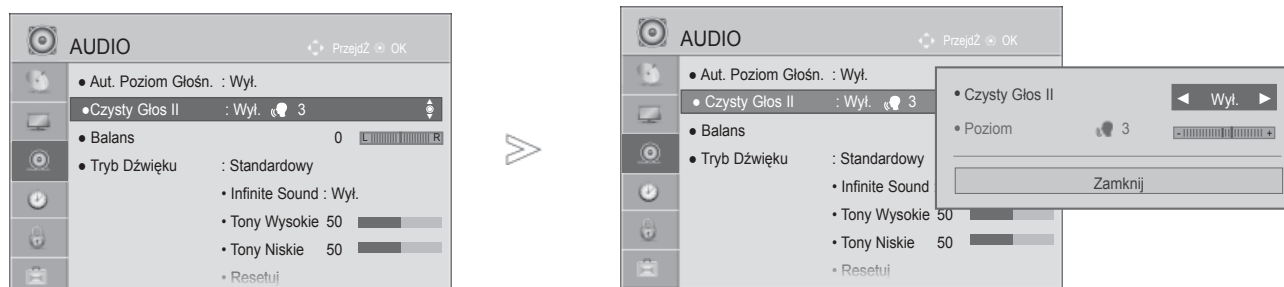 AUDIO
PrzejdŹ OK
● Aut. Poziom Głośn. : Wył.
●Czysty Głos II : Wył. 3
● Balans 0 L R
● Tryb Dźwięku : Standardowy
• Infinite Sound : Wył.
• Tony Wysokie 50
• Tony Niskie 50
• Resetuj
AUDIO
PrzejdŹ OK
● Aut. Poziom Głośn. : Wył.
● Czysty Głos II : Wył. 3
● Balans
● Tryb Dźwięku : Standardowy
• Infinite Sound :
• Tony Wysokie 50
• Tony Niskie 50
• Resetuj
• Czysty Głos II ◄ Wył. ►
• Poziom 3 - +
Zamknij